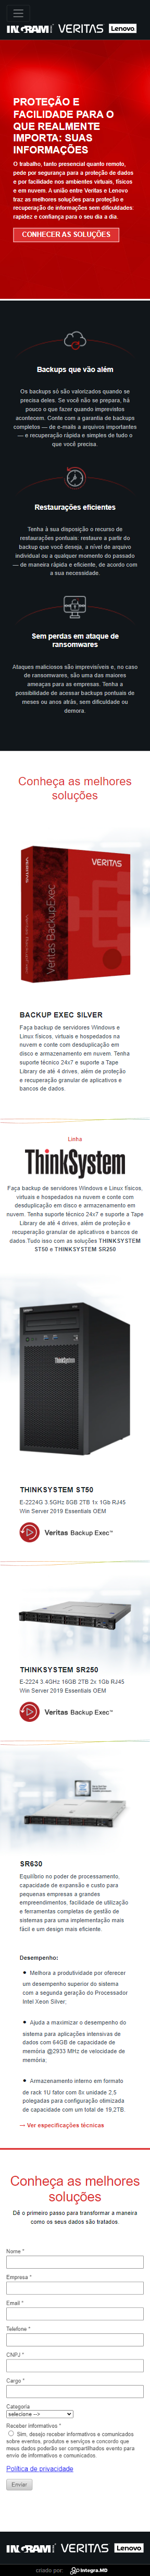 INGRAM VERITAS Lenovo
PROTEÇÃO E
FACILIDADE PARA O
QUE REALMENTE
IMPORTA: SUAS
INFORMAÇÕES
O trabalho, tanto presencial quanto remoto,
pede por segurança para a proteção de dados
e por facilidade nos ambientes virtuais, físicos
e em nuvem. A união entre Veritas e Lenovo
traz as melhores soluções para proteção e
recuperação de informações sem dificuldades:
rapidez e confiança para o seu dia a dia.
CONHECER AS SOLUÇÕES
Backups que vão além
Os backups só são valorizados quando se
precisa deles. Se você não se prepara, há
pouco o que fazer quando imprevistos
acontecem. Conte com a garantia de backups
completos — de e-mails a arquivos importantes
— e recuperação rápida e simples de tudo o
que você precisa.
Restaurações eficientes
Tenha à sua disposição o recurso de
restaurações pontuais: restaure a partir do
backup que você deseja, a nível de arquivo
individual ou a qualquer momento do passado
— de maneira rápida e eficiente, de acordo com
a sua necessidade.
Sem perdas em ataque de
ransomwares
Ataques maliciosos são imprevisíveis e, no caso
de ransomwares, são uma das maiores
ameaças para as empresas. Tenha a
possibilidade de acessar backups pontuais de
meses ou anos atrás, sem dificuldade ou
demora.
Conheça as melhores
soluções
VERITAS
BACKUP EXEC SILVER
Faça backup de servidores Windows e
Linux físicos, virtuais e hospedados na
nuvem e conte com desduplicação em
disco e armazenamento em nuvem. Tenha
suporte técnico 24x7 e suporte a Tape
Library de até 4 drives, além de proteção
e recuperação granular de aplicativos e
bancos de dados.
Linha
ThinkSystem
Faça backup de servidores Windows e Linux físicos,
virtuais e hospedados na nuvem e conte com
desduplicação em disco e armazenamento em
nuvem. Tenha suporte técnico 24x7 e suporte a Tape
Library de até 4 drives, além de proteção e
recuperação granular de aplicativos e bancos de
dados.Tudo isso com as soluções THINKSYSTEM
ST50 e THINKSYSTEM SR250
ThinkSystem
THINKSYSTEM ST50
E-2224G 3.5GHz 8GB 2TB 1x 1Gb RJ45
Win Server 2019 Essentials OEM
Veritas Backup Exec™
THINKSYSTEM SR250
E-2224 3.4GHz 16GB 2TB 2x 1Gb RJ45
Win Server 2019 Essentials OEM
Veritas Backup Exec™
SR630
Equilíbrio no poder de processamento,
capacidade de expansão e custo para
pequenas empresas a grandes
empreendimentos, facilidade de utilização
e ferramentas completas de gestão de
sistemas para uma implementação mais
fácil e um design mais eficiente.
Desempenho:
• Melhora a produtividade por oferecer
um desempenho superior do sistema
com a segunda geração do Processador
Intel Xeon Silver;
• Ajuda a maximizar o desempenho do
sistema para aplicações intensivas de
dados com 64GB de capacidade de
memória @2933 MHz de velocidade de
memória;
• Armazenamento interno em formato
de rack 1U fator com 8x unidade 2,5
polegadas para configuração otimizada
de capacidade com um total de 19,2TB.
→ Ver especificações técnicas
Conheça as melhores
soluções
Dê o primeiro passo para transformar a maneira
como os seus dados são tratados.
Nome *
Empresa *
Email *
Telefone *
CNPJ *
Cargo *
Categoria
selecione -->
Receber informativos *
Sim, desejo receber informativos e comunicados
sobre eventos, produtos e serviços e concordo que
meus dados poderão ser compartilhados evento para
envio de informativos e comunicados.
Política de privacidade
Enviar
INGRAM VERITAS Lenovo
criado por: Integra.MD